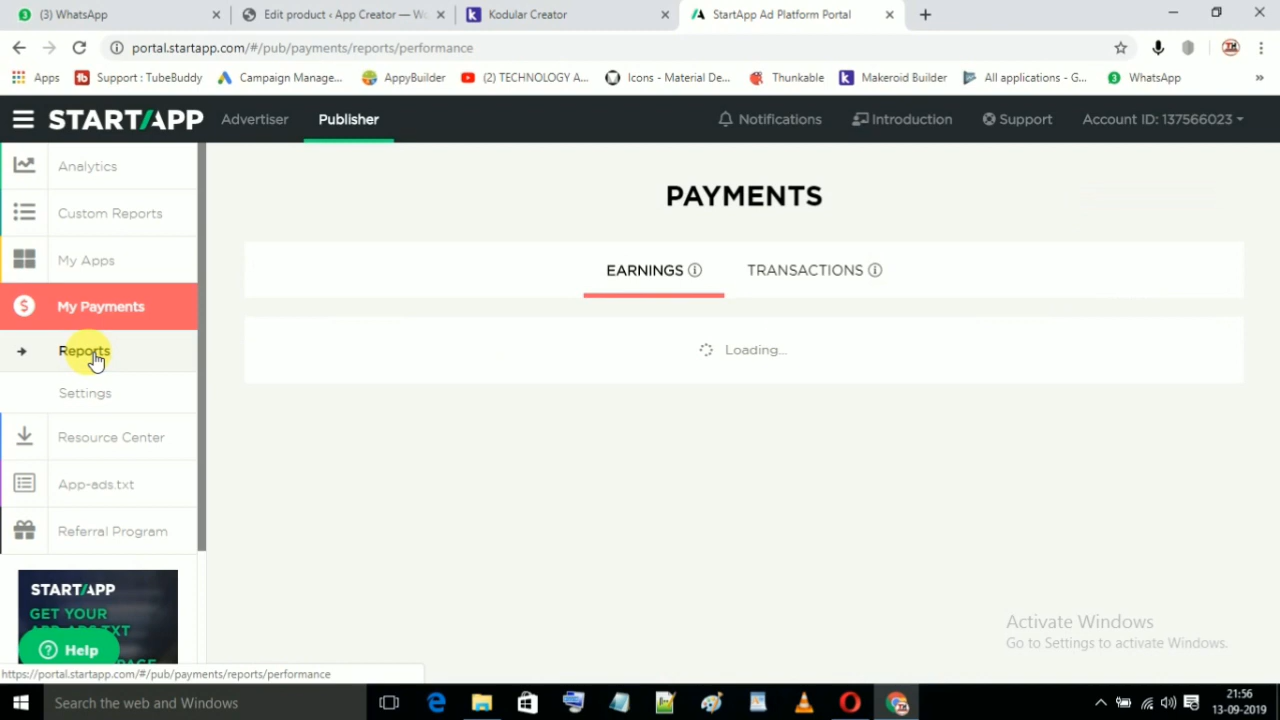 (3) WhatsApp
Edit product ‹ App Creator — Wo
Kodular Creator
StartApp Ad Platform Portal
portal.startapp.com/#/pub/payments/reports/performance
Apps
Support : TubeBuddy
Campaign Manage...
AppyBuilder
(2) TECHNOLOGY A...
Icons - Material De...
Thunkable
Makeroid Builder
All applications - G...
WhatsApp
»
STARTAPP
Advertiser
Publisher
Notifications
Introduction
Support
Account ID: 137566023
Analytics
Custom Reports
My Apps
My Payments
Reports
Settings
Resource Center
App-ads.txt
Referral Program
STARTAPP
GET YOUR
Help
PAYMENTS
EARNINGS
TRANSACTIONS
Loading...
Activate Windows
Go to Settings to activate Windows.
https://portal.startapp.com/#/pub/payments/reports/performance
Search the web and Windows
21:56
13-09-2019